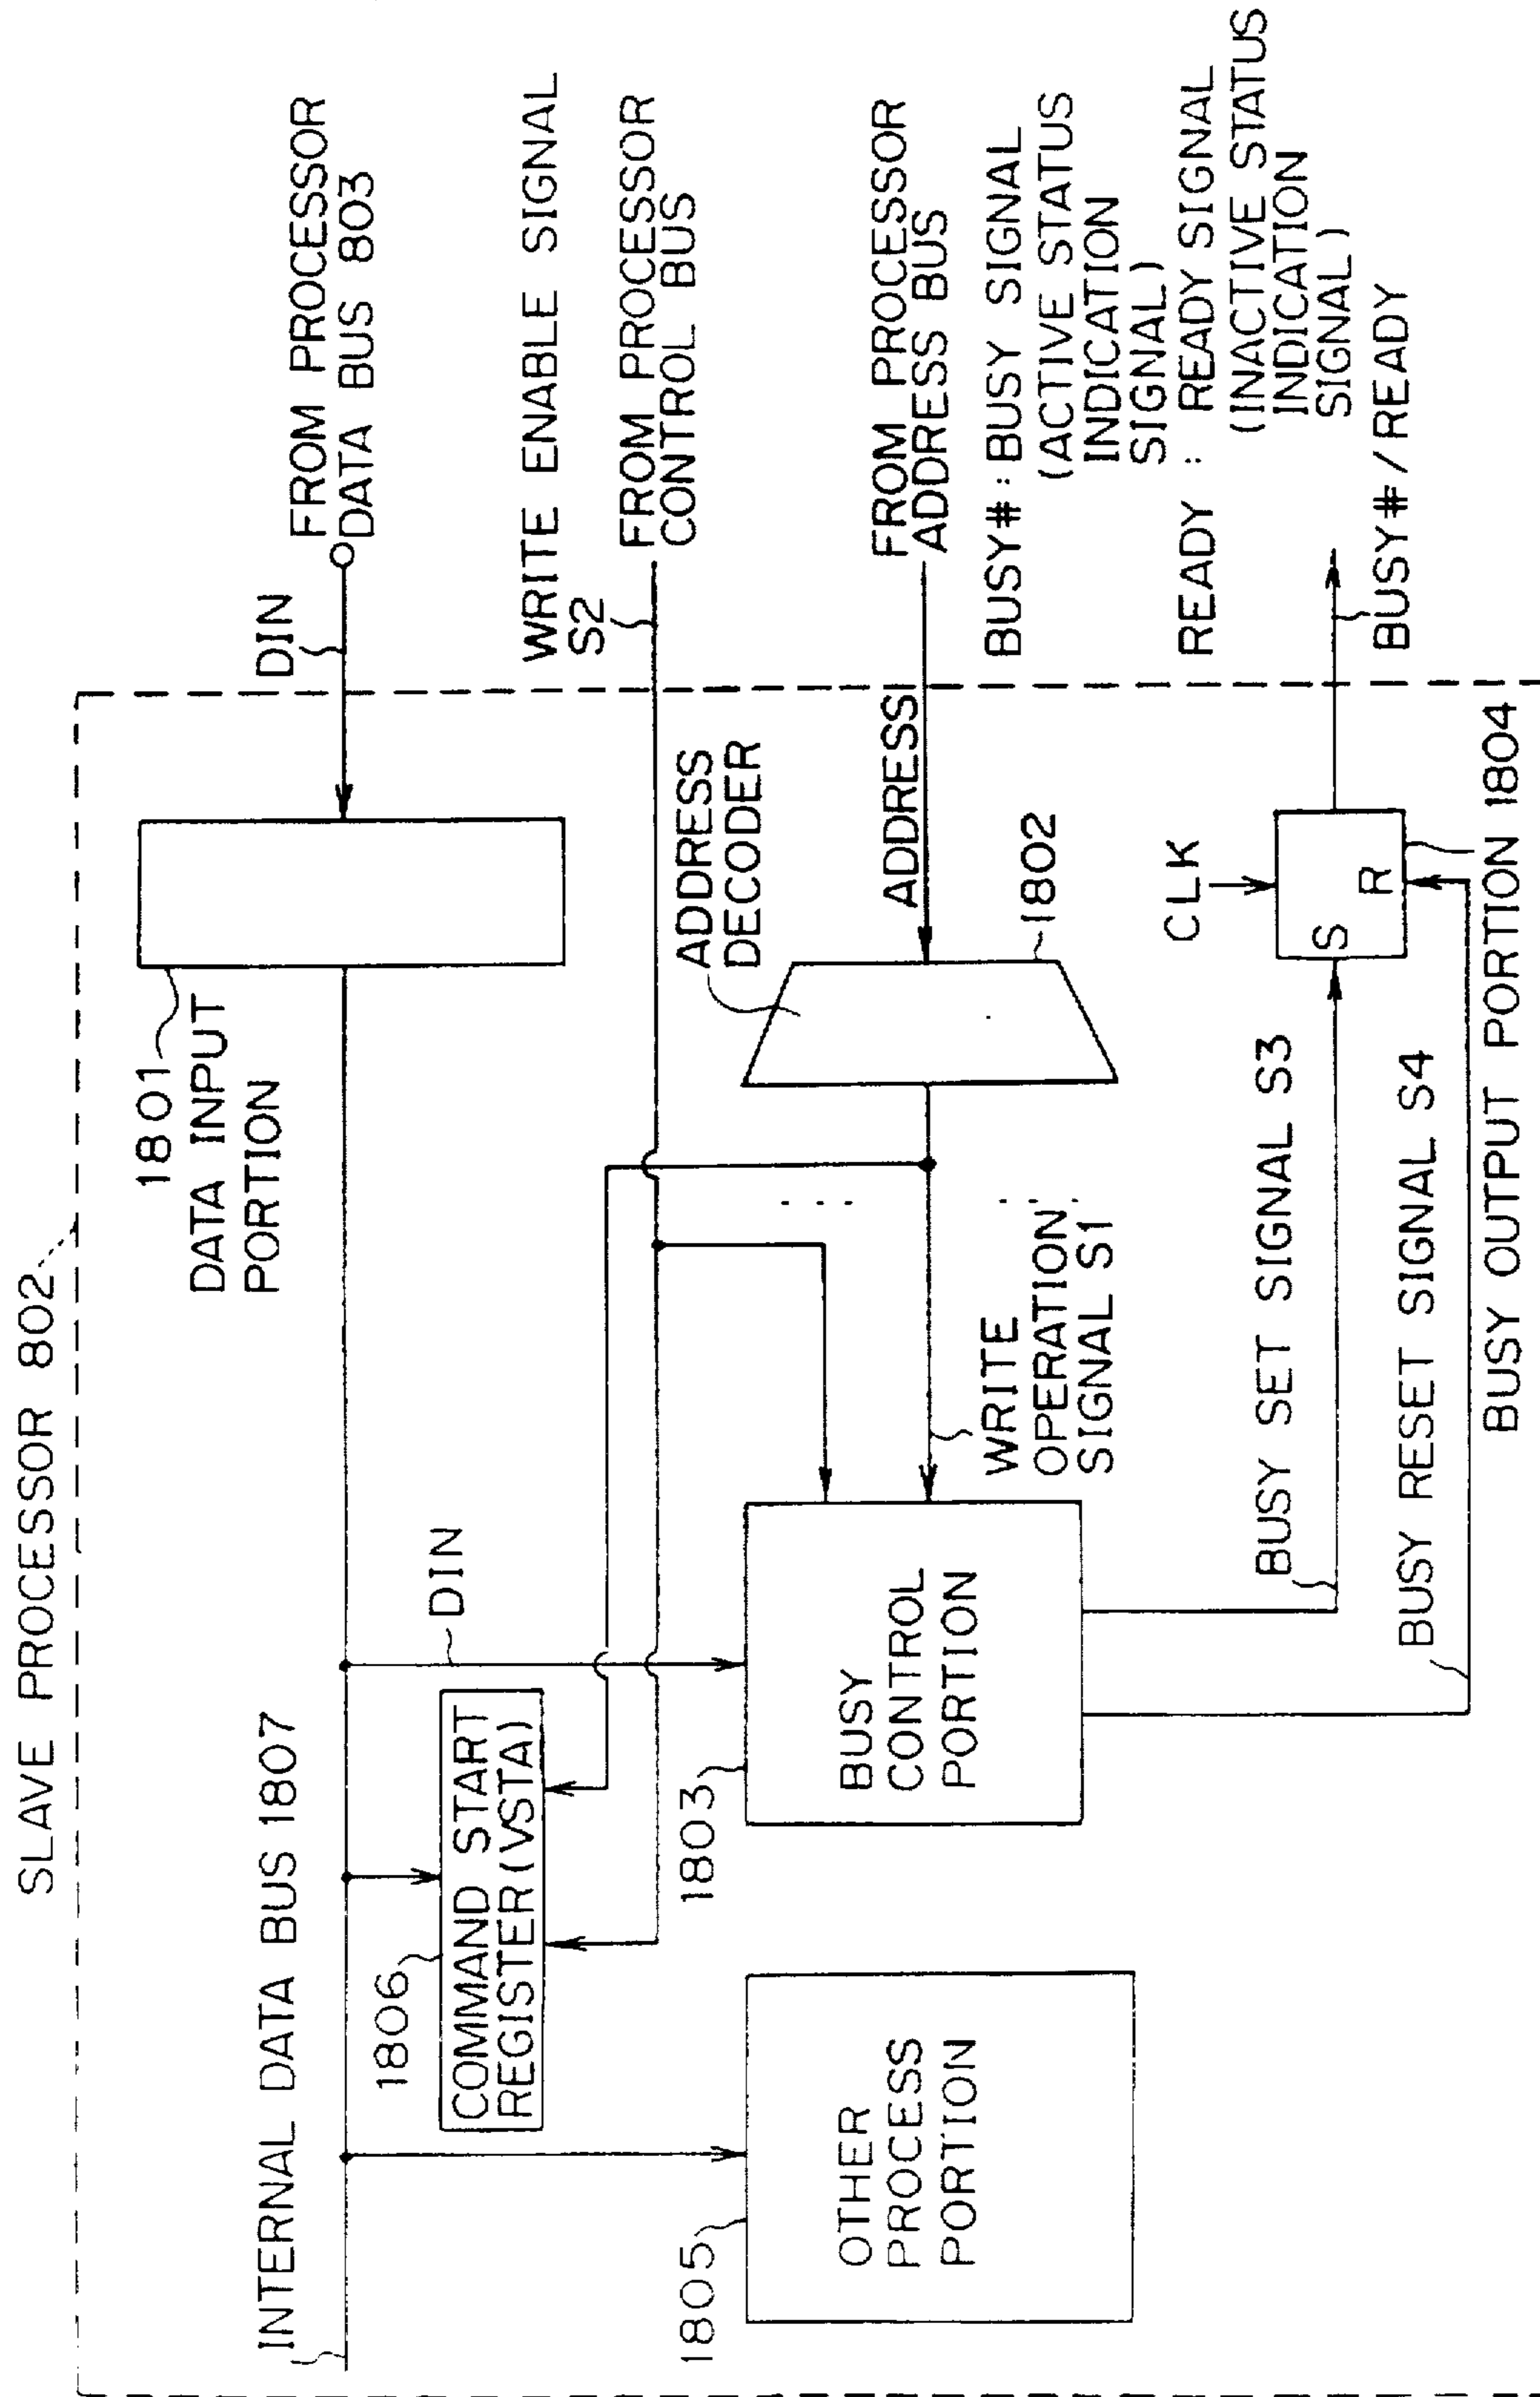 SLAVE PROCESSOR 802
INTERNAL DATA BUS 1807
1801
DATA INPUT
PORTION
DIN
FROM PROCESSOR
DATA BUS 803
WRITE ENABLE SIGNAL
S2
FROM PROCESSOR
CONTROL BUS
1806
COMMAND START
REGISTER (VSTA)
DIN
ADDRESS
DECODER
ADDRESS
FROM PROCESSOR
ADDRESS BUS
1802
1805
OTHER
PROCESS
PORTION
1803
BUSY
CONTROL
PORTION
WRITE
OPERATION
SIGNAL S1
BUSY# : BUSY SIGNAL
(ACTIVE STATUS
INDICATION
SIGNAL)
READY : READY SIGNAL
(INACTIVE STATUS
INDICATION
SIGNAL)
CLK
S
R
BUSY#/READY
BUSY SET SIGNAL S3
BUSY RESET SIGNAL S4
BUSY OUTPUT PORTION 1804